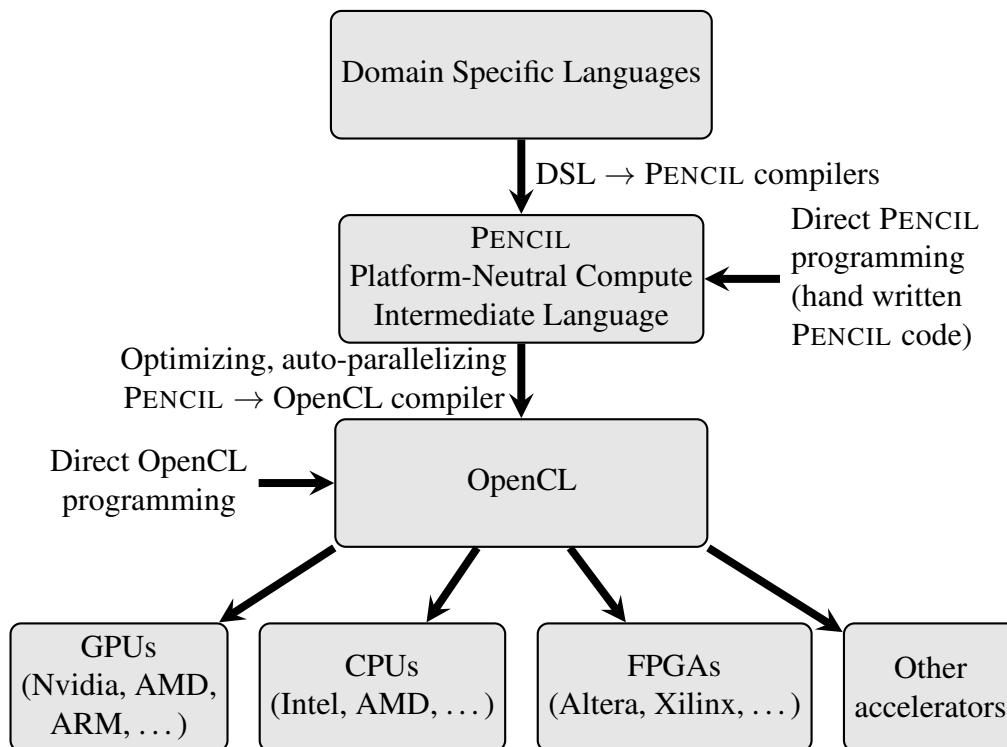 Domain Specific Languages
DSL → PENCIL compilers
PENCIL
Platform-Neutral Compute
Intermediate Language
Direct PENCIL
programming
(hand written
PENCIL code)
Optimizing, auto-parallelizing
PENCIL → OpenCL compiler
Direct OpenCL
programming
OpenCL
GPUs
(Nvidia, AMD,
ARM, . . . )
CPUs
(Intel, AMD, . . . )
FPGAs
(Altera, Xilinx, . . . )
Other
accelerators